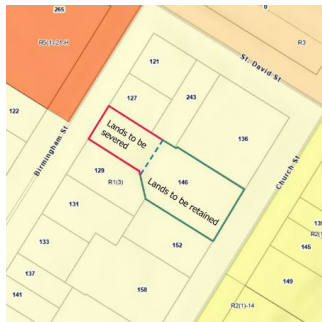 265
R5(1)-21-H
8
R3
St. David St
121
243
127
122
136
Lands to be
severed
Birmingham St
Church St
129
R1(3)
146
Lands to be retained
131
133
152
145
137
141
158
149
R2(1)-14